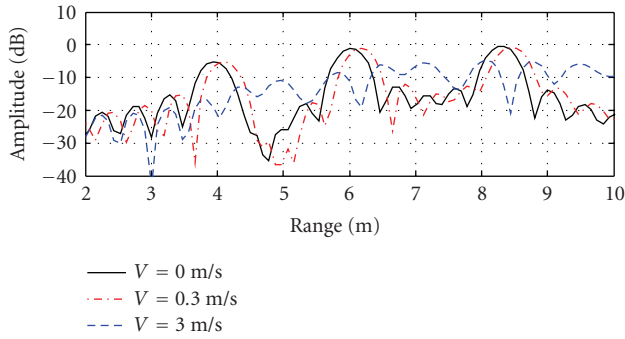 Amplitude (dB)
10
0
−10
−20
−30
−40
2 3 4 5 6 7 8 9 10
Range (m)
V = 0 m/s
V = 0.3 m/s
V = 3 m/s